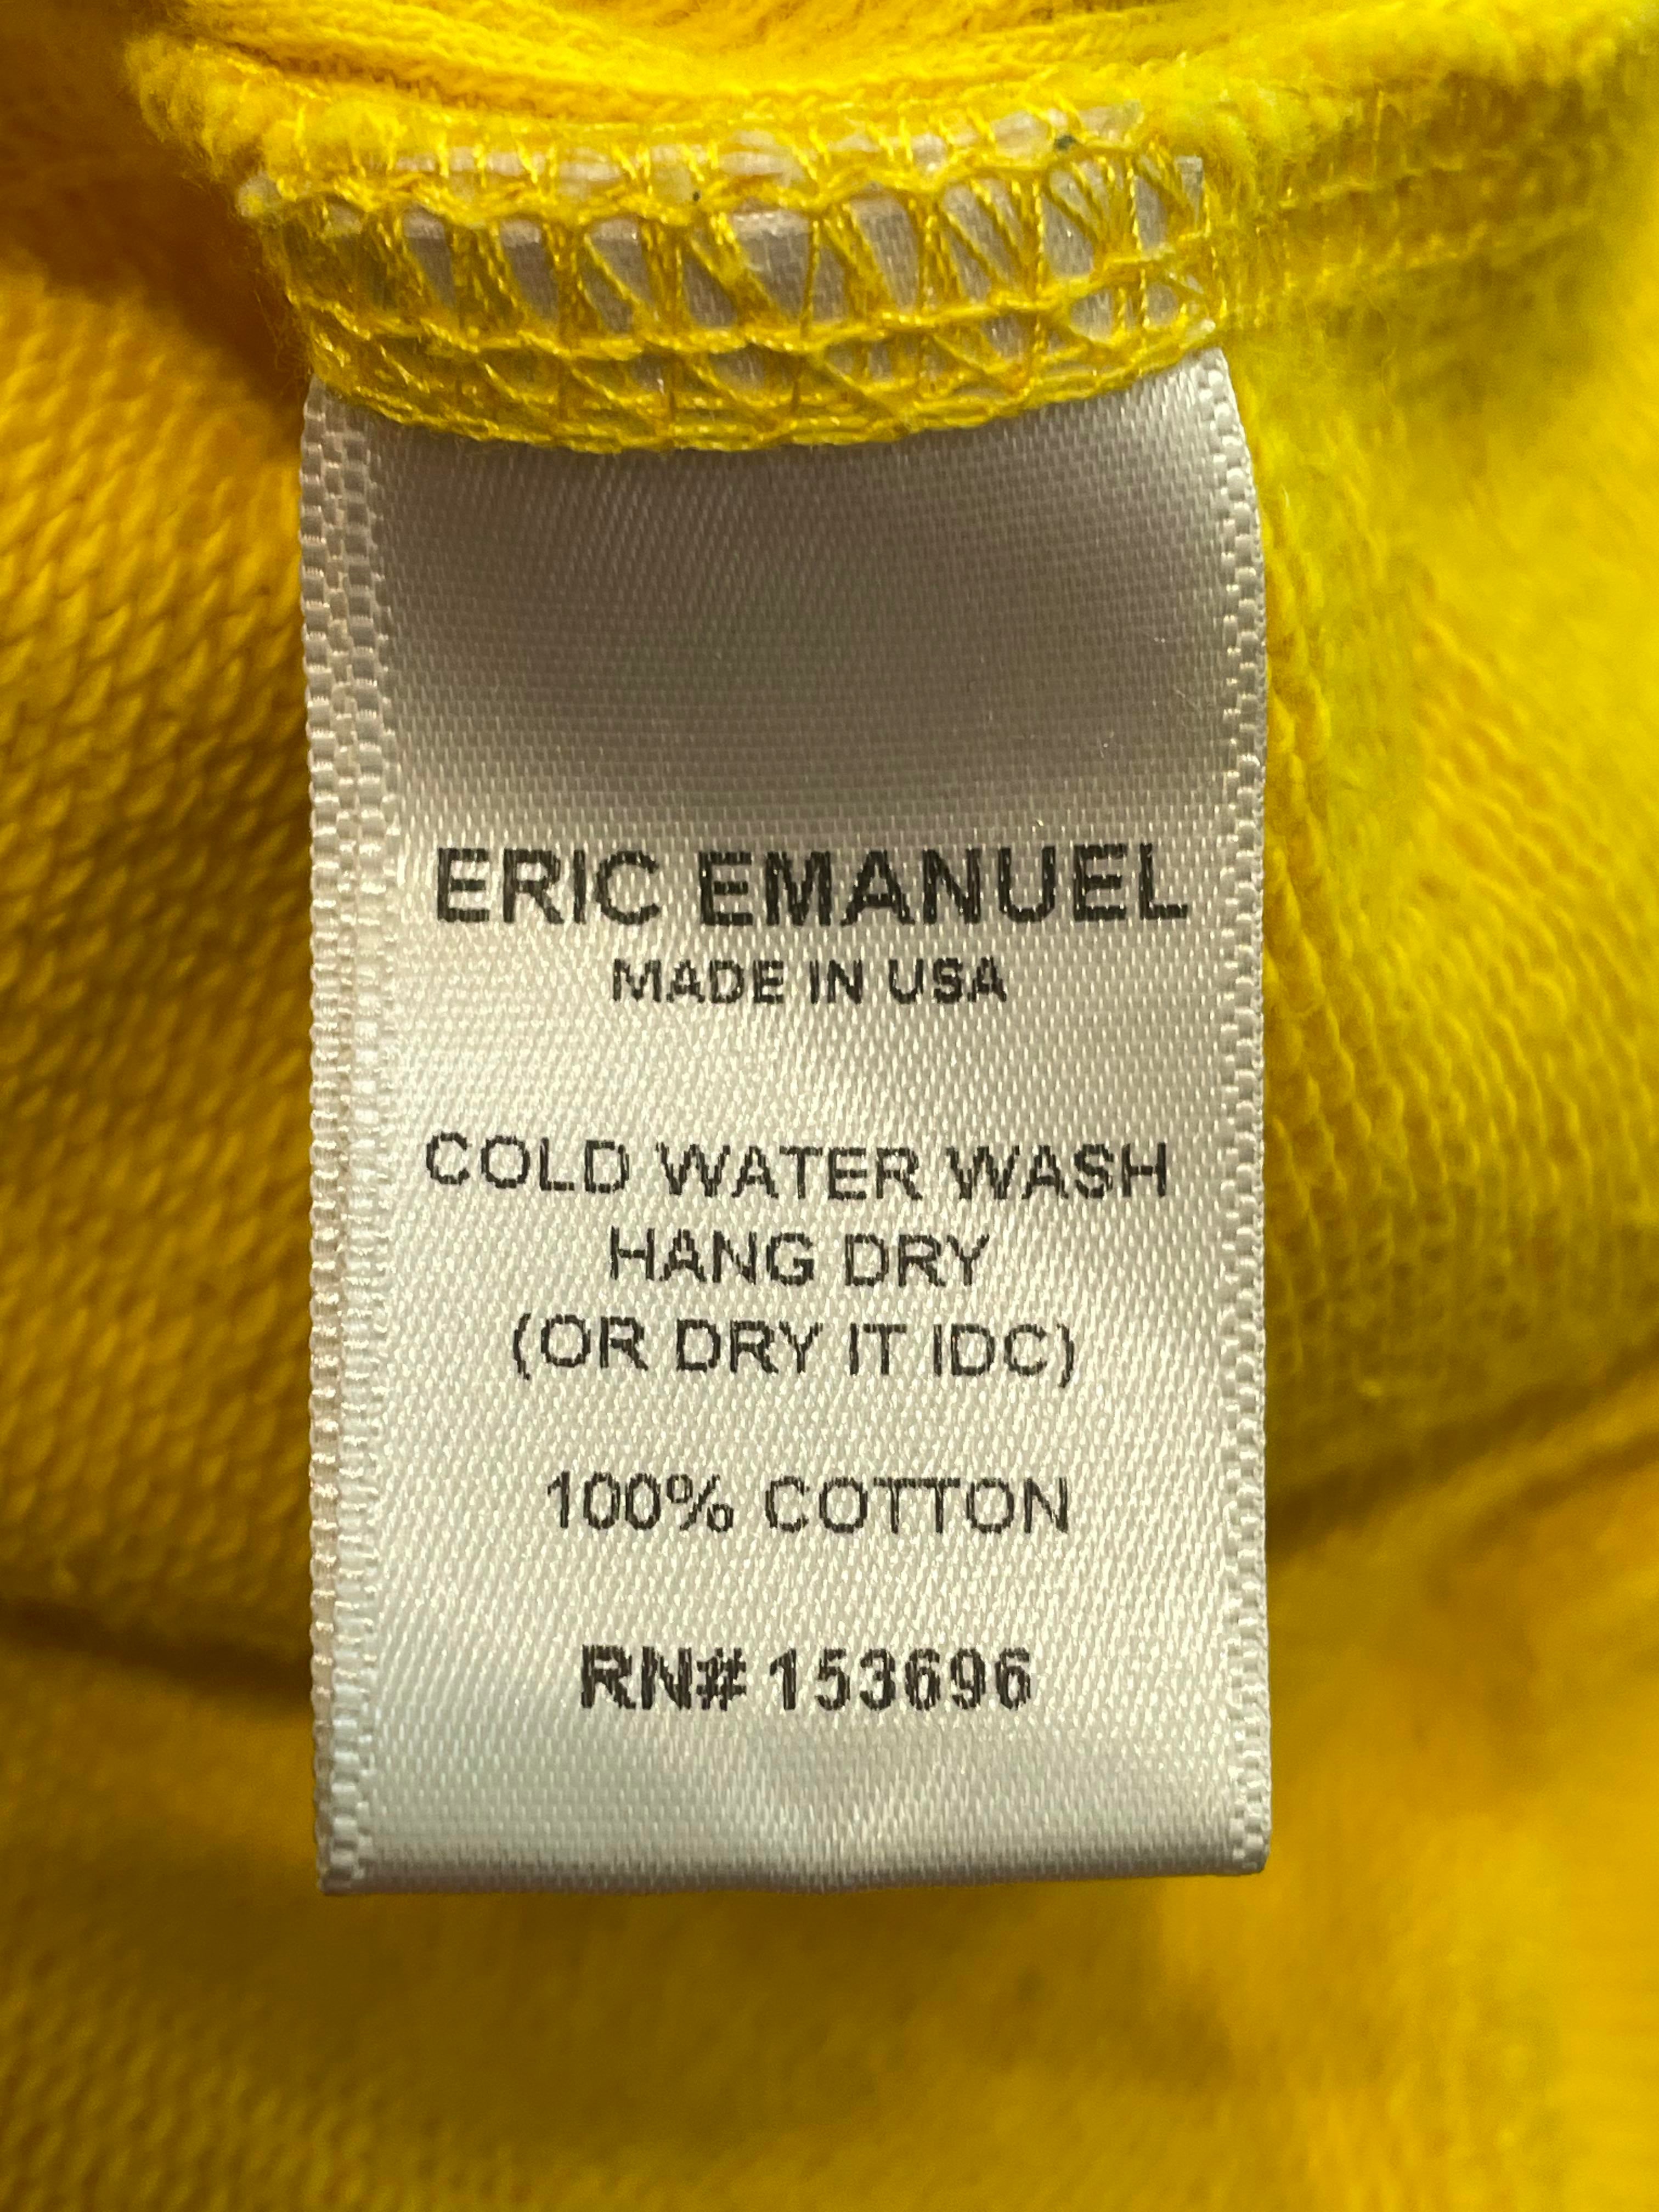 ERIC EMANUEL
MADE IN USA
COLD WATER WASH
HANG DRY
(OR DRY IT IDC)
100% COTTON
RN# 153696